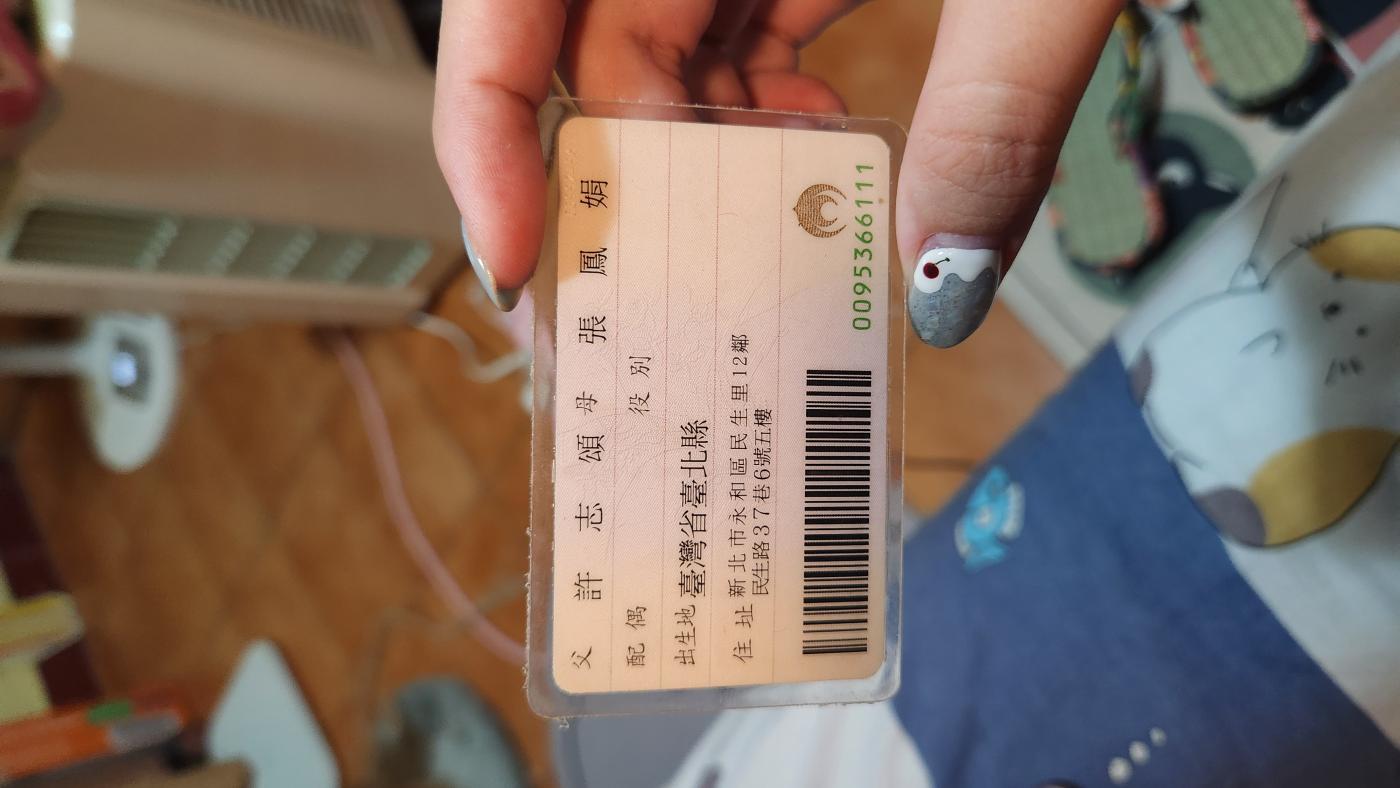 父 許志頌 母 張鳳娟
配偶 役別
出生地 臺灣省臺北縣
住址 新北市永和區民生里12鄰
民生路37巷6號五樓
0095366111